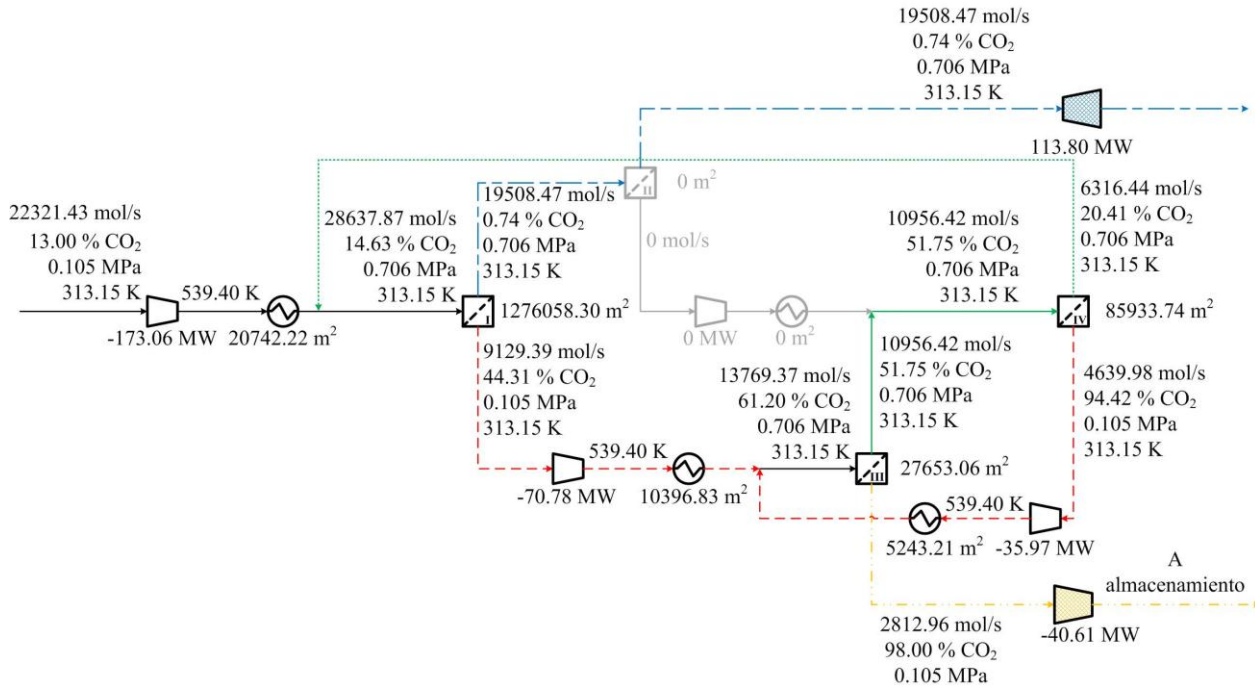 19508.47 mol/s
0.74 % CO₂
0.706 MPa
313.15 K
113.80 MW
II
0 m²
22321.43 mol/s
13.00 % CO₂
0.105 MPa
313.15 K
-173.06 MW
539.40 K
20742.22 m²
28637.87 mol/s
14.63 % CO₂
0.706 MPa
313.15 K
19508.47 mol/s
0.74 % CO₂
0.706 MPa
313.15 K
I
1276058.30 m²
0 mol/s
0 MW
0 m²
10956.42 mol/s
51.75 % CO₂
0.706 MPa
313.15 K
6316.44 mol/s
20.41 % CO₂
0.706 MPa
313.15 K
IV
85933.74 m²
9129.39 mol/s
44.31 % CO₂
0.105 MPa
313.15 K
-70.78 MW
539.40 K
10396.83 m²
13769.37 mol/s
61.20 % CO₂
0.706 MPa
313.15 K
10956.42 mol/s
51.75 % CO₂
0.706 MPa
313.15 K
III
27653.06 m²
4639.98 mol/s
94.42 % CO₂
0.105 MPa
313.15 K
539.40 K
5243.21 m²
-35.97 MW
2812.96 mol/s
98.00 % CO₂
0.105 MPa
-40.61 MW
A
almacenamiento